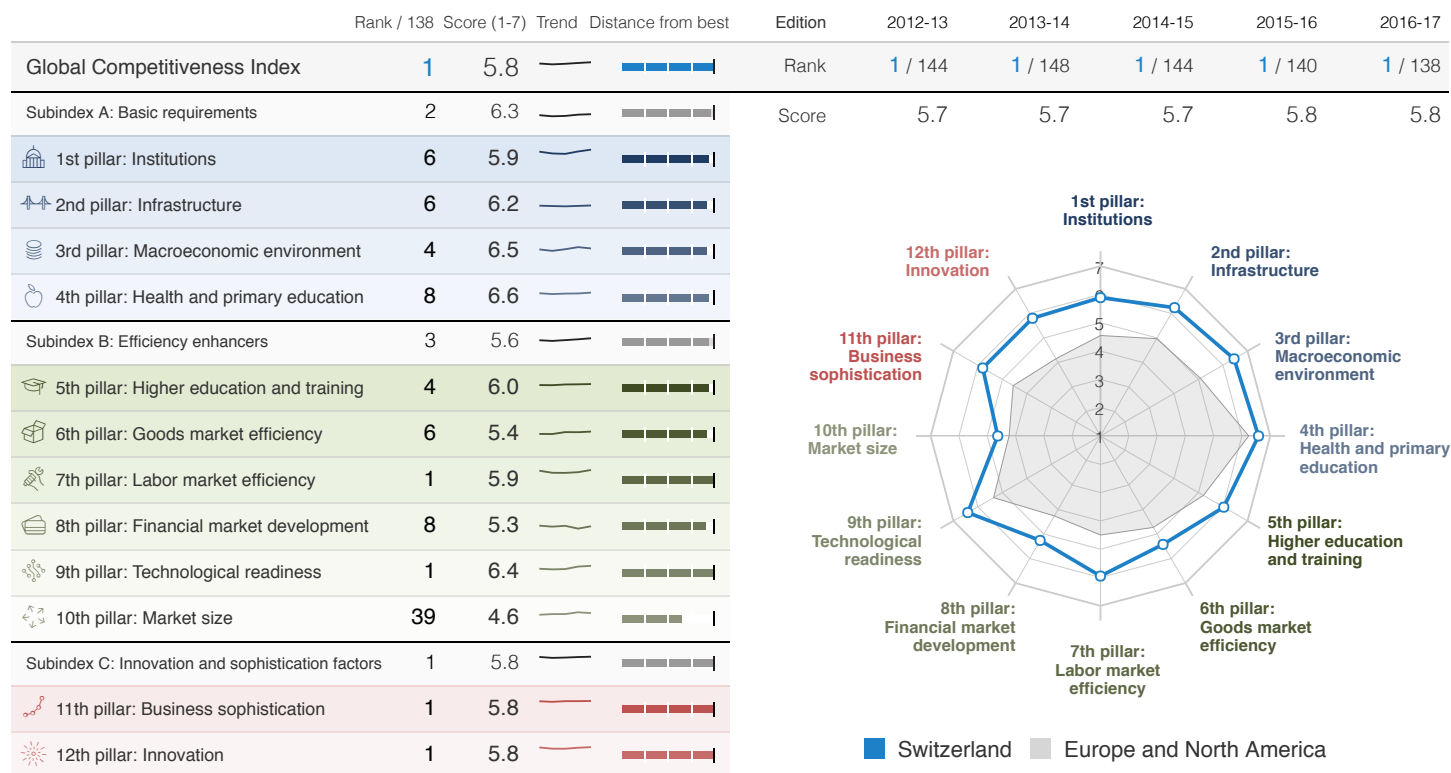 Rank / 138 Score (1-7) Trend Distance from best
Global Competitiveness Index 1 5.8
Subindex A: Basic requirements 2 6.3
1st pillar: Institutions 6 5.9
2nd pillar: Infrastructure 6 6.2
3rd pillar: Macroeconomic environment 4 6.5
4th pillar: Health and primary education 8 6.6
Subindex B: Efficiency enhancers 3 5.6
5th pillar: Higher education and training 4 6.0
6th pillar: Goods market efficiency 6 5.4
7th pillar: Labor market efficiency 1 5.9
8th pillar: Financial market development 8 5.3
9th pillar: Technological readiness 1 6.4
10th pillar: Market size 39 4.6
Subindex C: Innovation and sophistication factors 1 5.8
11th pillar: Business sophistication 1 5.8
12th pillar: Innovation 1 5.8
Edition 2012-13 2013-14 2014-15 2015-16 2016-17
Rank 1 / 144 1 / 148 1 / 144 1 / 140 1 / 138
Score 5.7 5.7 5.7 5.8 5.8
1st pillar:
Institutions
2nd pillar:
Infrastructure
3rd pillar:
Macroeconomic
environment
4th pillar:
Health and primary
education
5th pillar:
Higher education
and training
6th pillar:
Goods market
efficiency
7th pillar:
Labor market
efficiency
8th pillar:
Financial market
development
9th pillar:
Technological
readiness
10th pillar:
Market size
11th pillar:
Business
sophistication
12th pillar:
Innovation
7
6
5
4
3
2
1
Switzerland Europe and North America